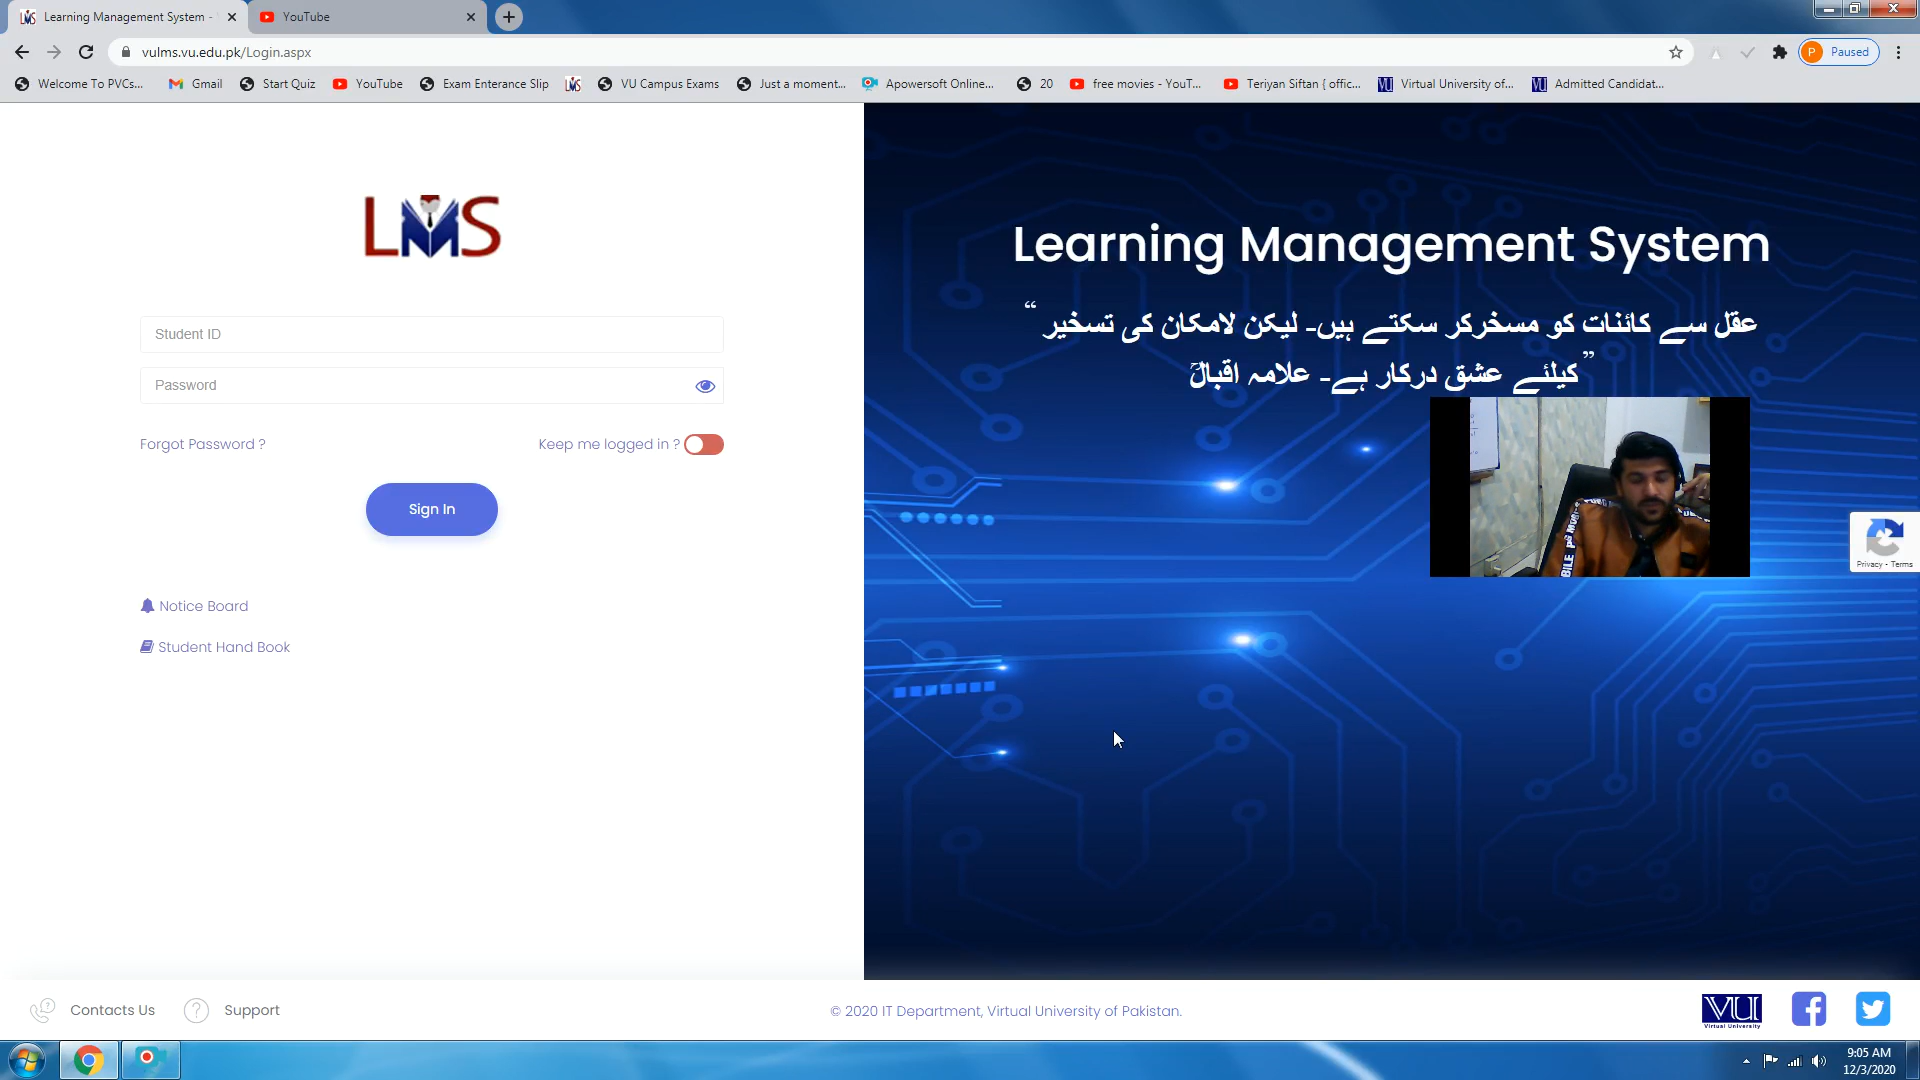 Learning Management System -
YouTube
vulms.vu.edu.pk/Login.aspx
P Paused
Welcome To PVCs...
Gmail
Start Quiz
YouTube
Exam Enterance Slip
VU Campus Exams
Just a moment...
Apowersoft Online...
20
free movies - YouT...
Teriyan Siftan { offic...
Virtual University of...
Admitted Candidat...
LMS
Student ID
Password
Forgot Password ?
Keep me logged in ?
Sign In
Notice Board
Student Hand Book
Learning Management System
“ عقل سے کائنات کو مسخرکر سکتے ہیں۔ لیکن لامکان کی تسخیر
کیلئے عشق درکار ہے۔ علامہ اقبالؒ ”
Privacy - Terms
Contacts Us
Support
© 2020 IT Department, Virtual University of Pakistan.
VU
Virtual University
9:05 AM
12/3/2020